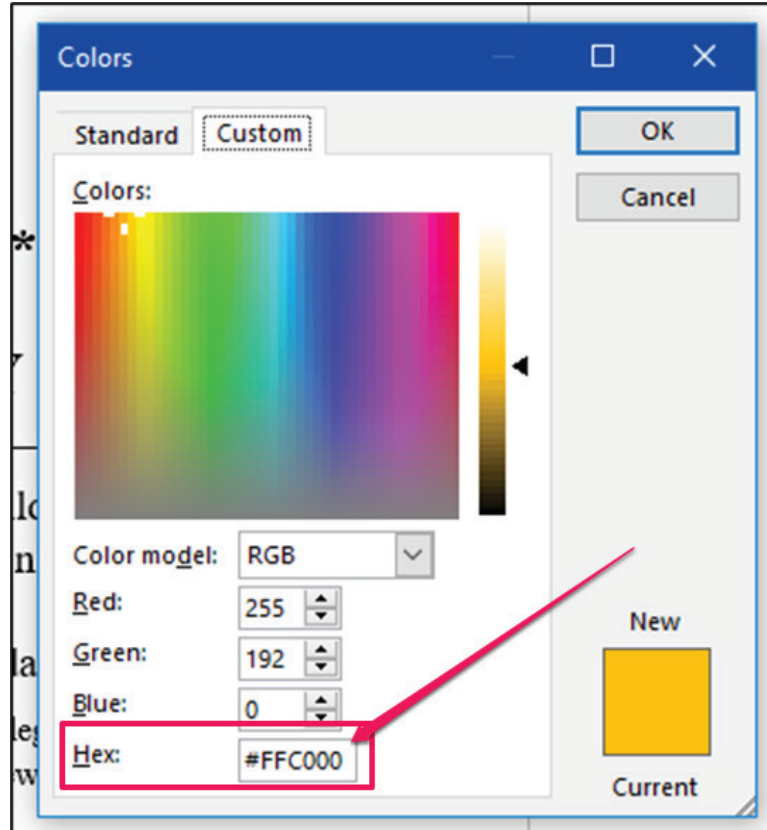 Colors
Standard Custom
OK
Cancel
Colors:
Color model: RGB
Red: 255
Green: 192
Blue: 0
Hex: #FFC000
New
Current